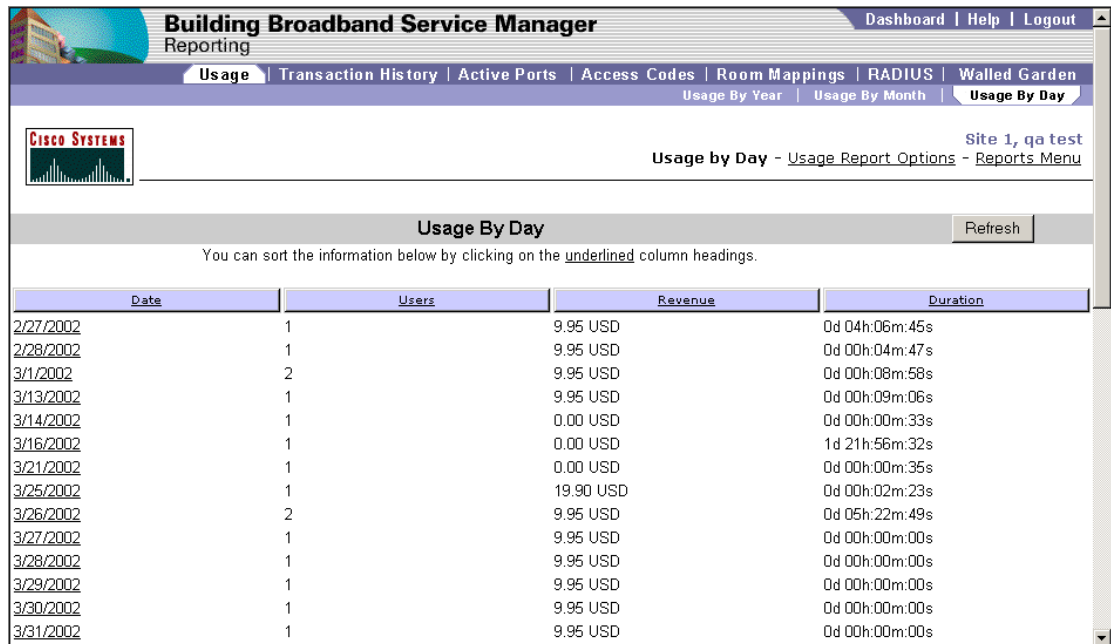 Building Broadband Service Manager
Dashboard | Help | Logout
Reporting
Usage | Transaction History | Active Ports | Access Codes | Room Mappings | RADIUS | Walled Garden
Usage By Year | Usage By Month | Usage By Day
CISCO SYSTEMS
Site 1, qa test
Usage by Day - Usage Report Options - Reports Menu
Usage By Day
Refresh
You can sort the information below by clicking on the underlined column headings.
Date Users Revenue Duration
2/27/2002 1 9.95 USD 0d 04h:06m:45s
2/28/2002 1 9.95 USD 0d 00h:04m:47s
3/1/2002 2 9.95 USD 0d 00h:08m:58s
3/13/2002 1 9.95 USD 0d 00h:09m:06s
3/14/2002 1 0.00 USD 0d 00h:00m:33s
3/16/2002 1 0.00 USD 1d 21h:56m:32s
3/21/2002 1 0.00 USD 0d 00h:00m:35s
3/25/2002 1 19.90 USD 0d 00h:02m:23s
3/26/2002 2 9.95 USD 0d 05h:22m:49s
3/27/2002 1 9.95 USD 0d 00h:00m:00s
3/28/2002 1 9.95 USD 0d 00h:00m:00s
3/29/2002 1 9.95 USD 0d 00h:00m:00s
3/30/2002 1 9.95 USD 0d 00h:00m:00s
3/31/2002 1 9.95 USD 0d 00h:00m:00s